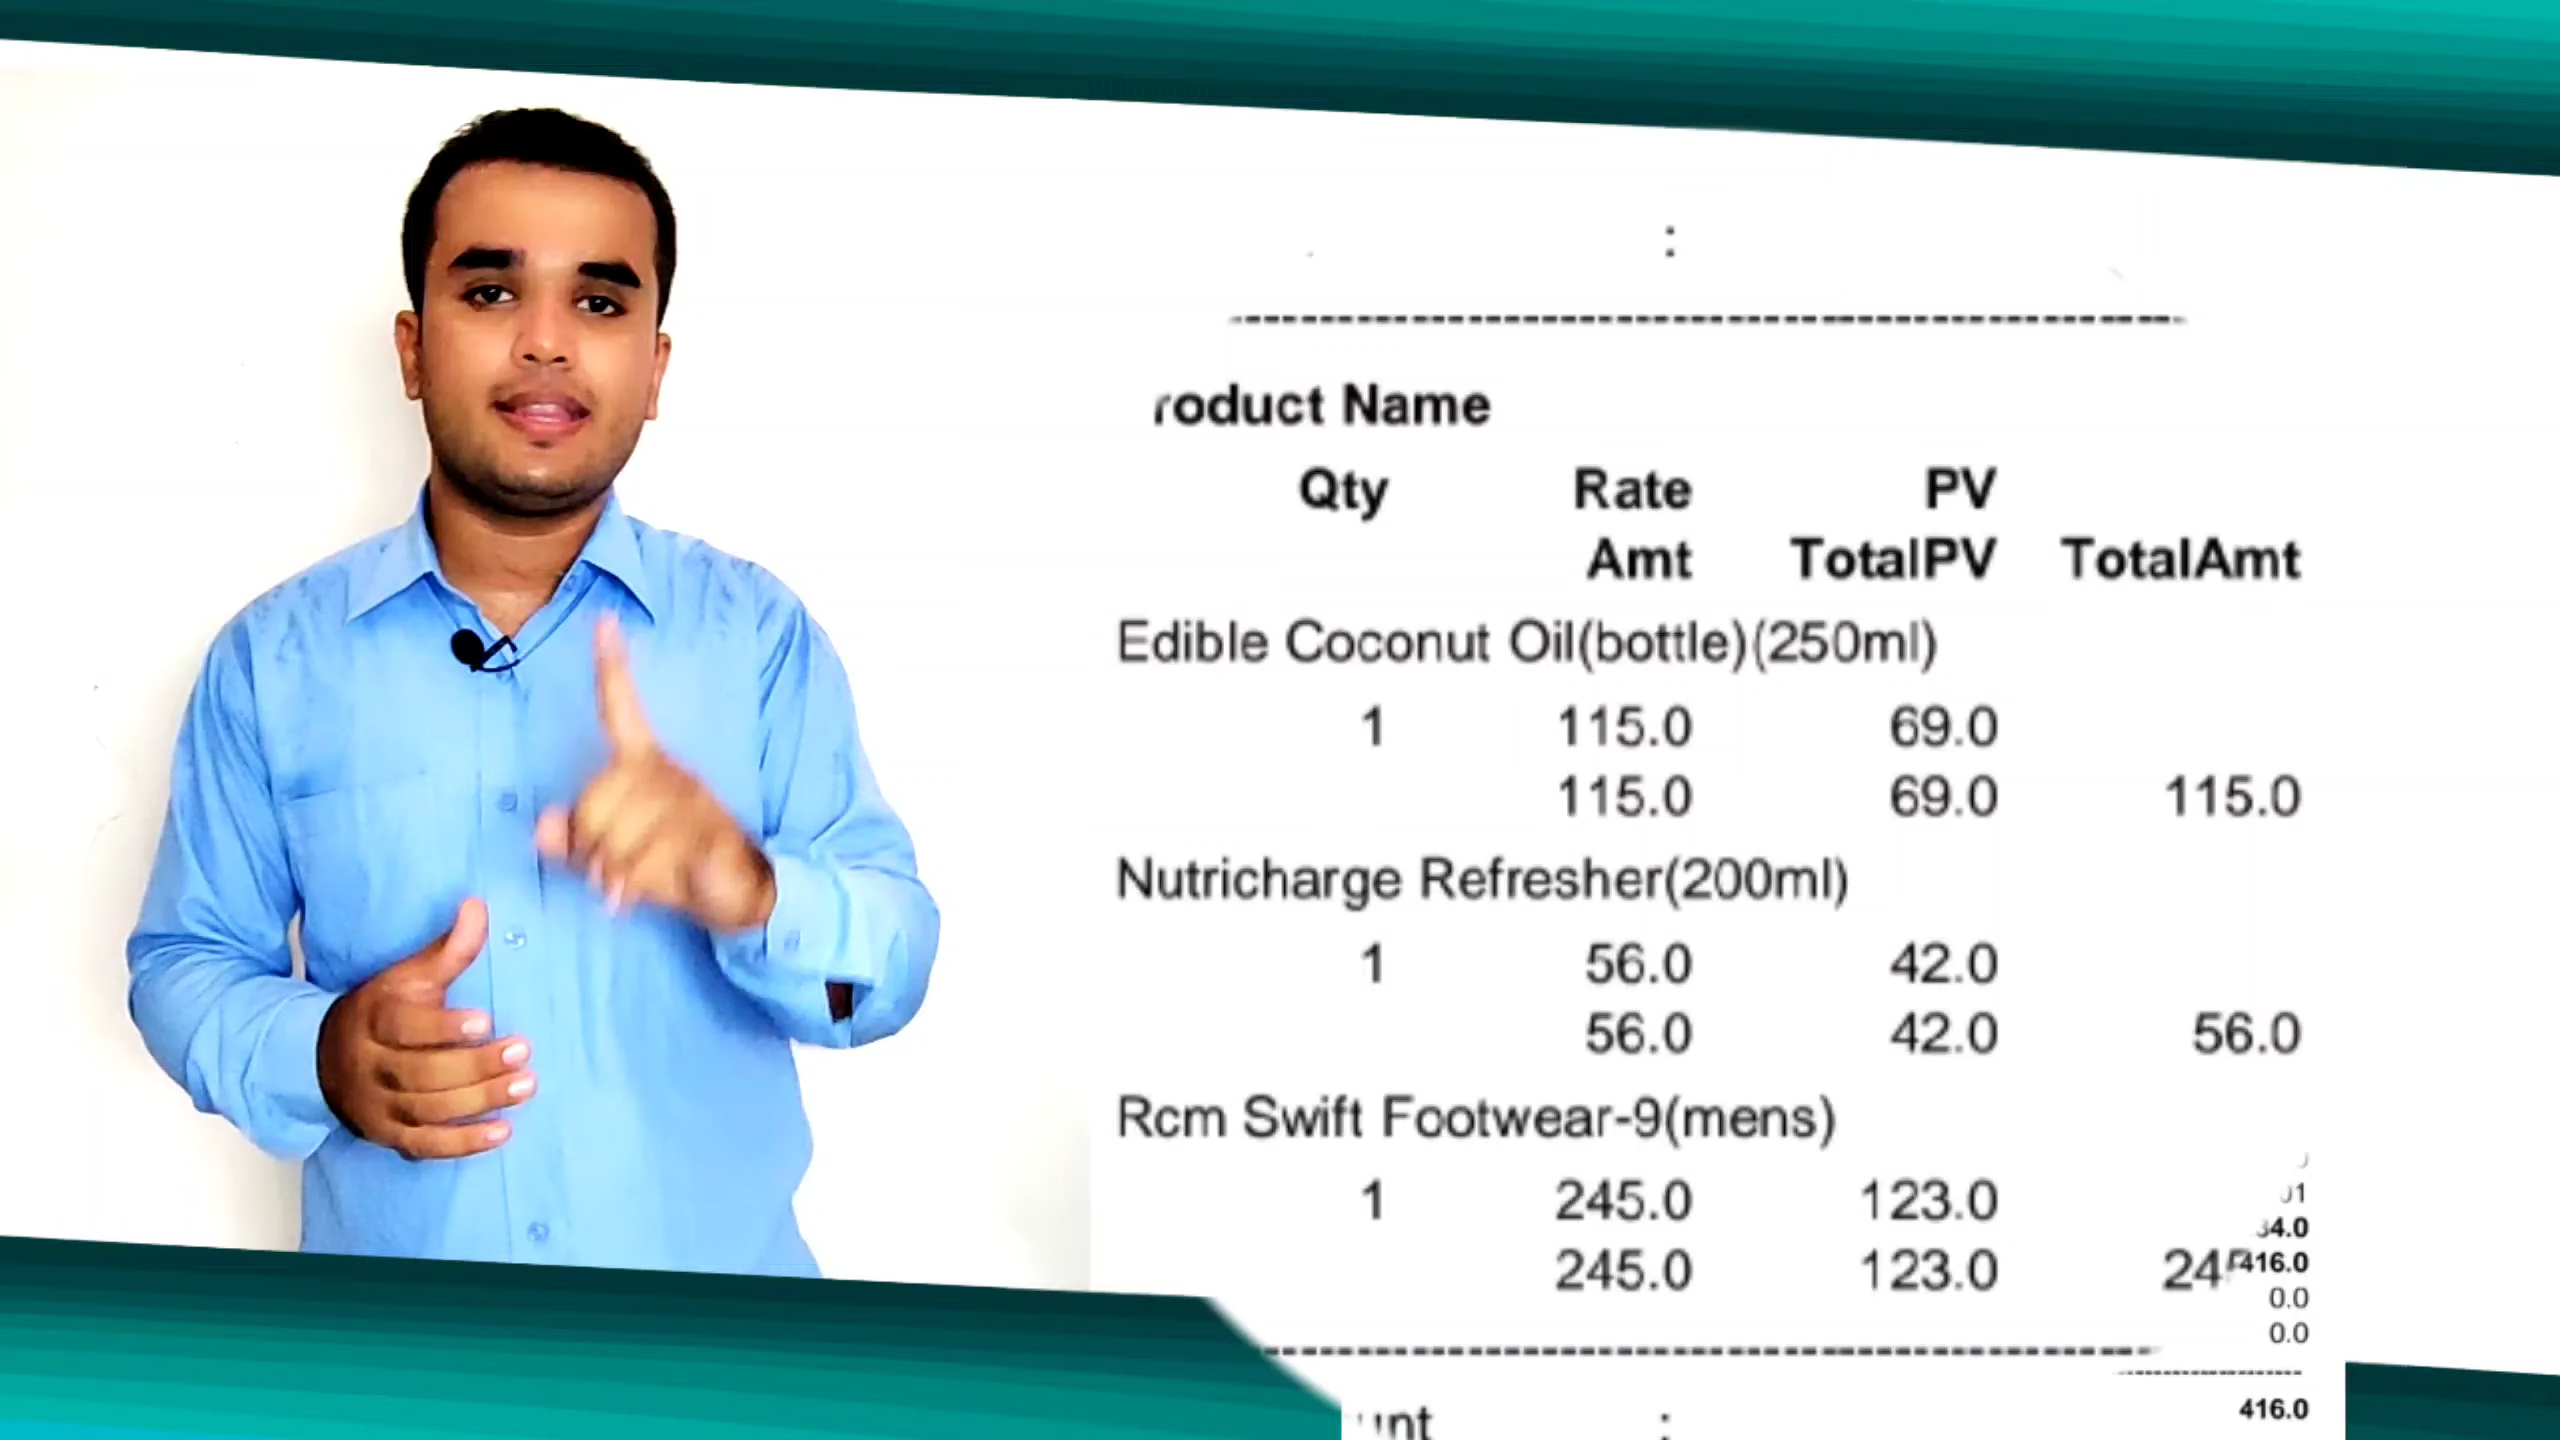 :
roduct Name
Qty Rate PV
Amt TotalPV TotalAmt
Edible Coconut Oil(bottle)(250ml)
1 115.0 69.0
115.0 69.0 115.0
Nutricharge Refresher(200ml)
1 56.0 42.0
56.0 42.0 56.0
Rcm Swift Footwear-9(mens)
1 245.0 123.0
245.0 123.0 24
416.0
0.0
0.0
:
416.0